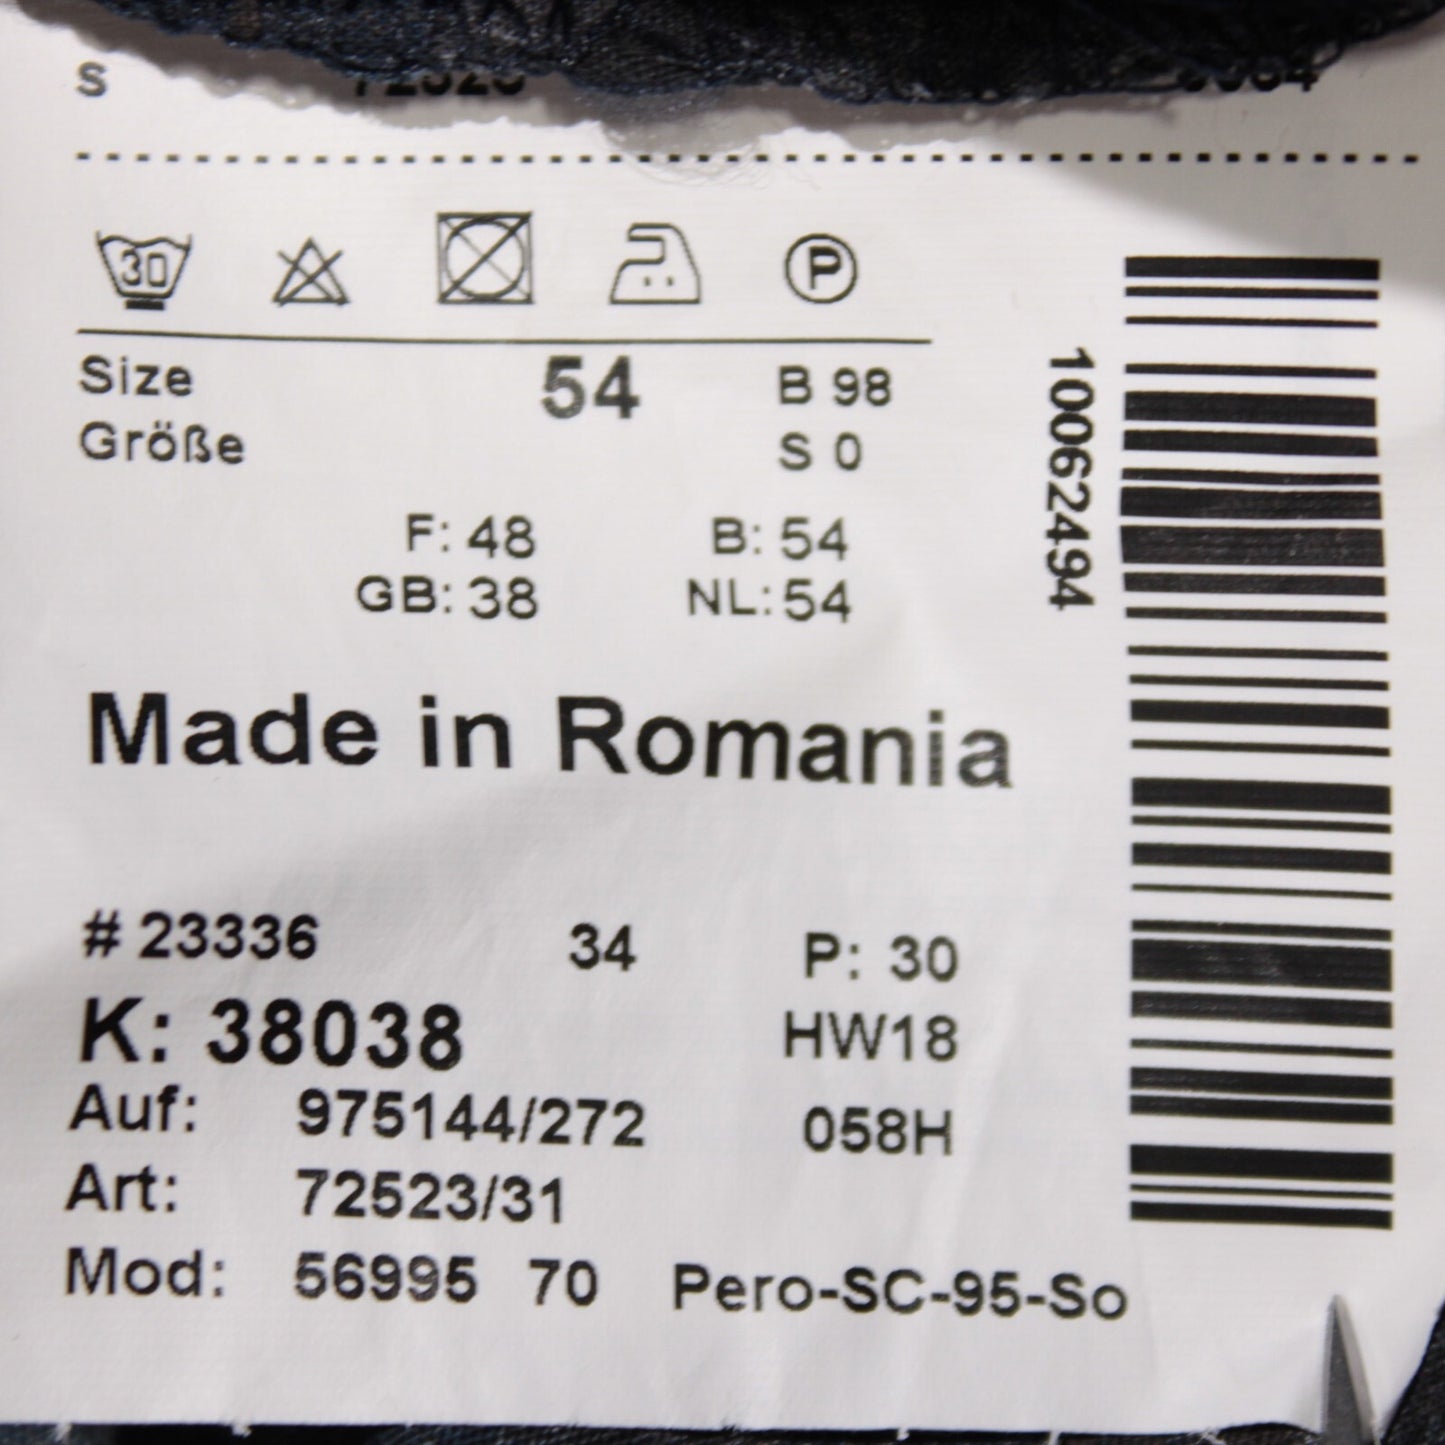 S
30 P
Size 54 B 98
Größe S 0
F: 48 B: 54
GB: 38 NL: 54
Made in Romania
10062494
# 23336 34 P: 30
K: 38038 HW18
Auf: 975144/272 058H
Art: 72523/31
Mod: 56995 70 Pero-SC-95-So